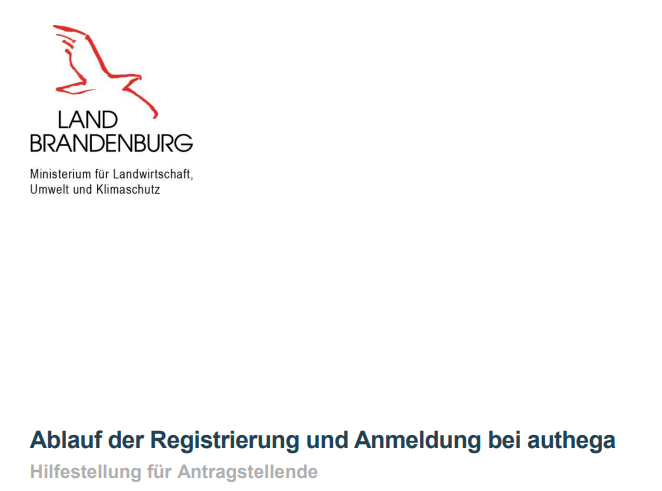 LAND
BRANDENBURG
Ministerium für Landwirtschaft,
Umwelt und Klimaschutz
Ablauf der Registrierung und Anmeldung bei authega
Hilfestellung für Antragstellende